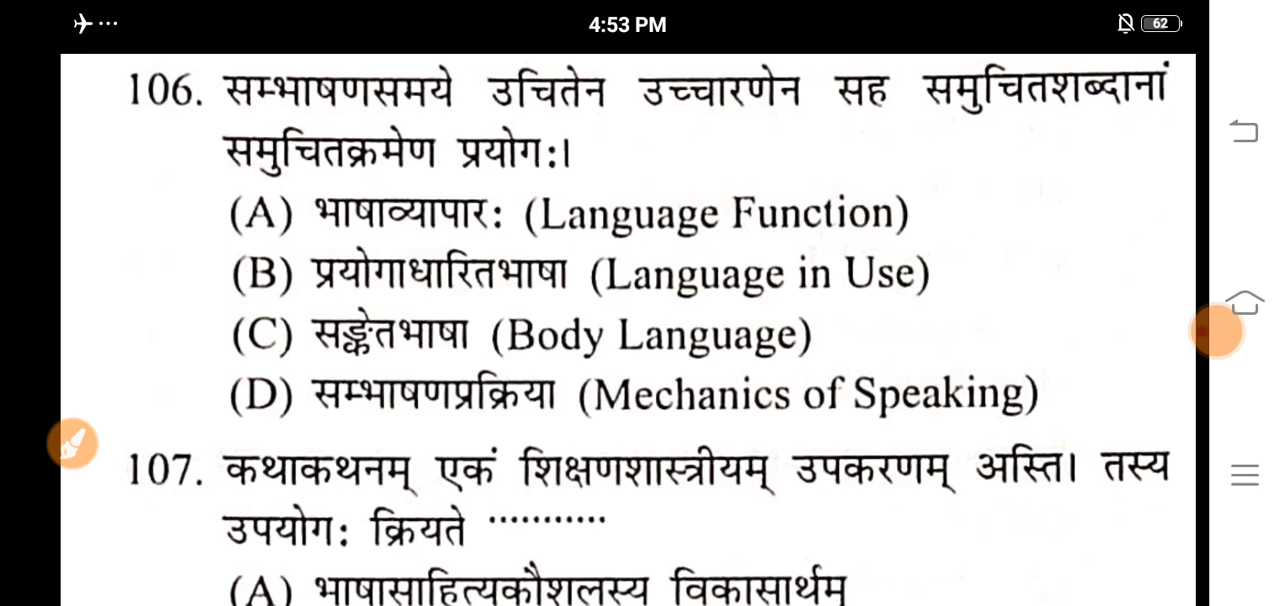 4:53 PM
62
106. सम्भाषणसमये उचितेन उच्चारणेन सह समुचितशब्दानां
समुचितक्रमेण प्रयोगः।
(A) भाषाव्यापारः (Language Function)
(B) प्रयोगाधारितभाषा (Language in Use)
(C) सङ्केतभाषा (Body Language)
(D) सम्भाषणप्रक्रिया (Mechanics of Speaking)
107. कथाकथनम् एकं शिक्षणशास्त्रीयम् उपकरणम् अस्ति। तस्य
उपयोगः क्रियते ...........
(A) भाषासाहित्यकौशलस्य विकासार्थम्